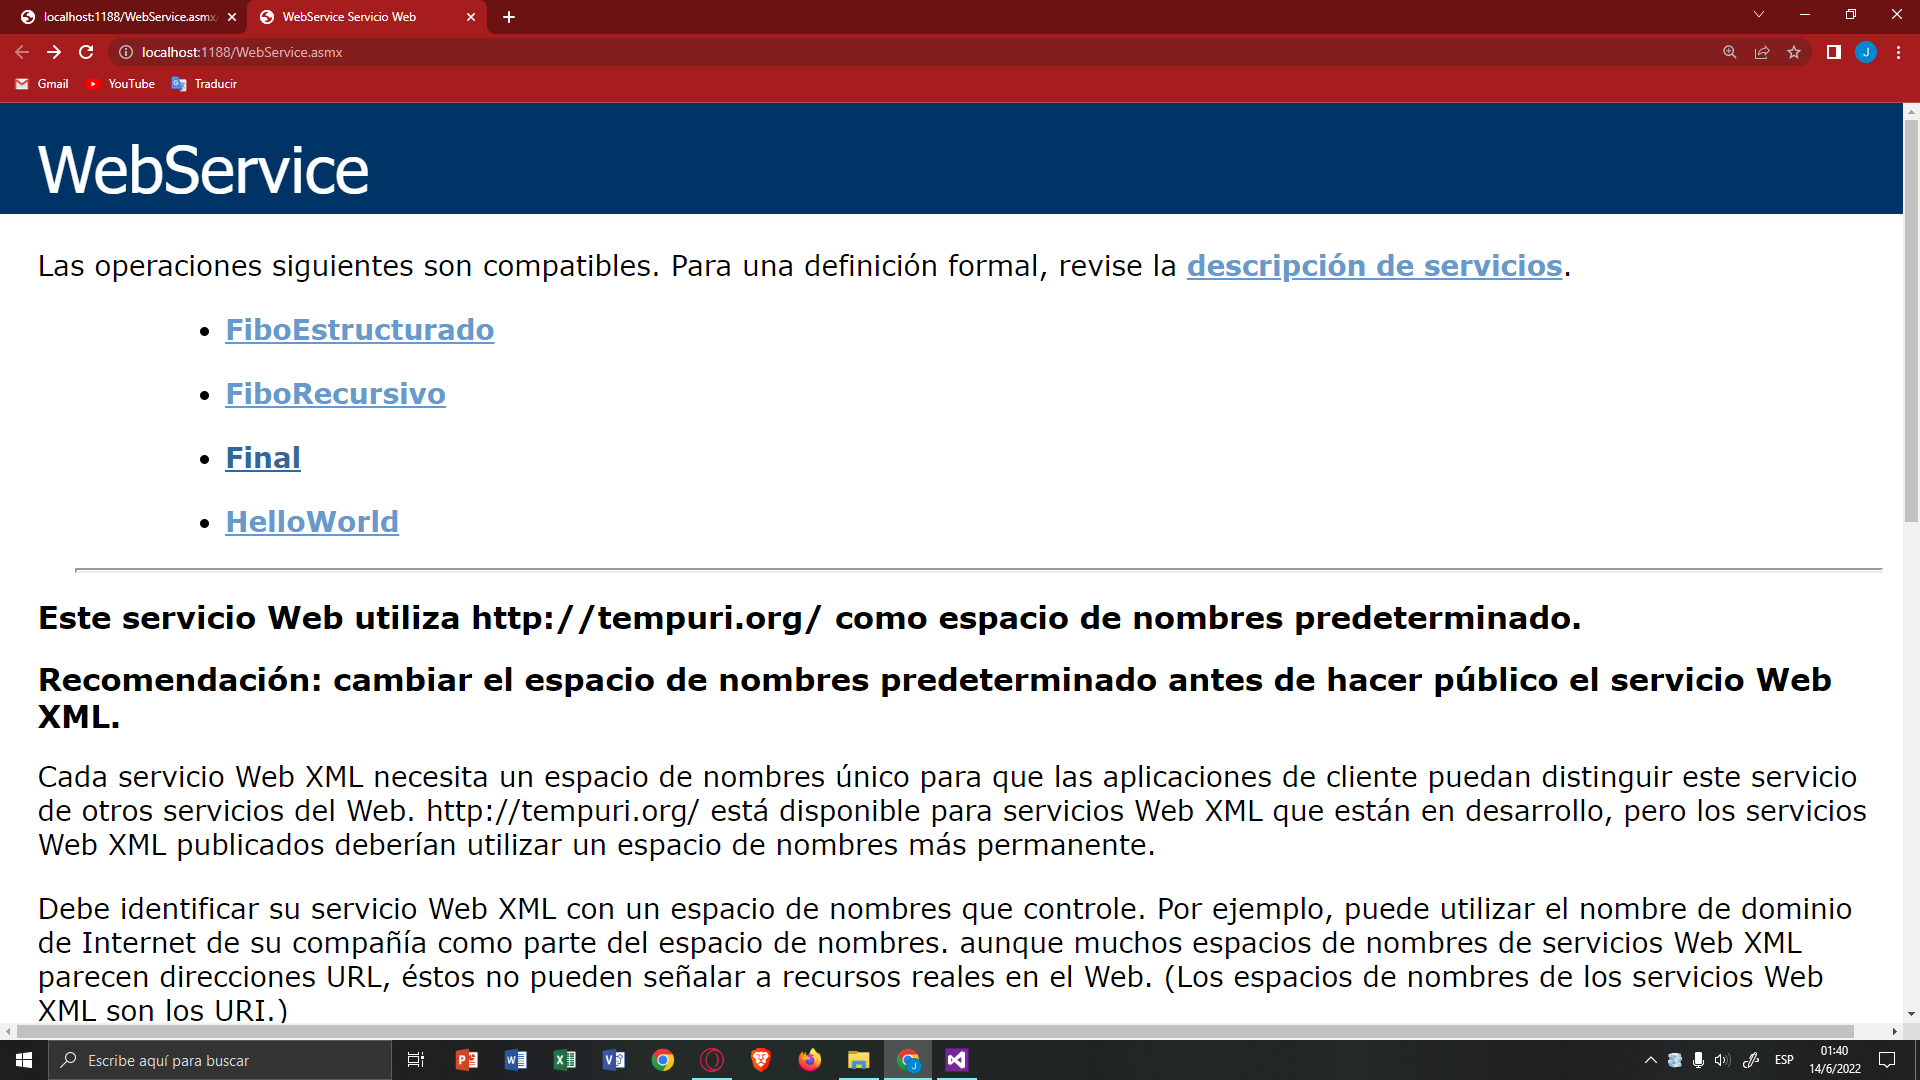 localhost:1188/WebService.asmx
WebService Servicio Web
localhost:1188/WebService.asmx
J
Gmail
YouTube
Traducir
WebService
Las operaciones siguientes son compatibles. Para una definición formal, revise la descripción de servicios.
FiboEstructurado
FiboRecursivo
Final
HelloWorld
Este servicio Web utiliza http://tempuri.org/ como espacio de nombres predeterminado.
Recomendación: cambiar el espacio de nombres predeterminado antes de hacer público el servicio Web
XML.
Cada servicio Web XML necesita un espacio de nombres único para que las aplicaciones de cliente puedan distinguir este servicio
de otros servicios del Web. http://tempuri.org/ está disponible para servicios Web XML que están en desarrollo, pero los servicios
Web XML publicados deberían utilizar un espacio de nombres más permanente.
Debe identificar su servicio Web XML con un espacio de nombres que controle. Por ejemplo, puede utilizar el nombre de dominio
de Internet de su compañía como parte del espacio de nombres. aunque muchos espacios de nombres de servicios Web XML
parecen direcciones URL, éstos no pueden señalar a recursos reales en el Web. (Los espacios de nombres de los servicios Web
XML son los URI.)
Escribe aquí para buscar
ESP
01:40
14/6/2022